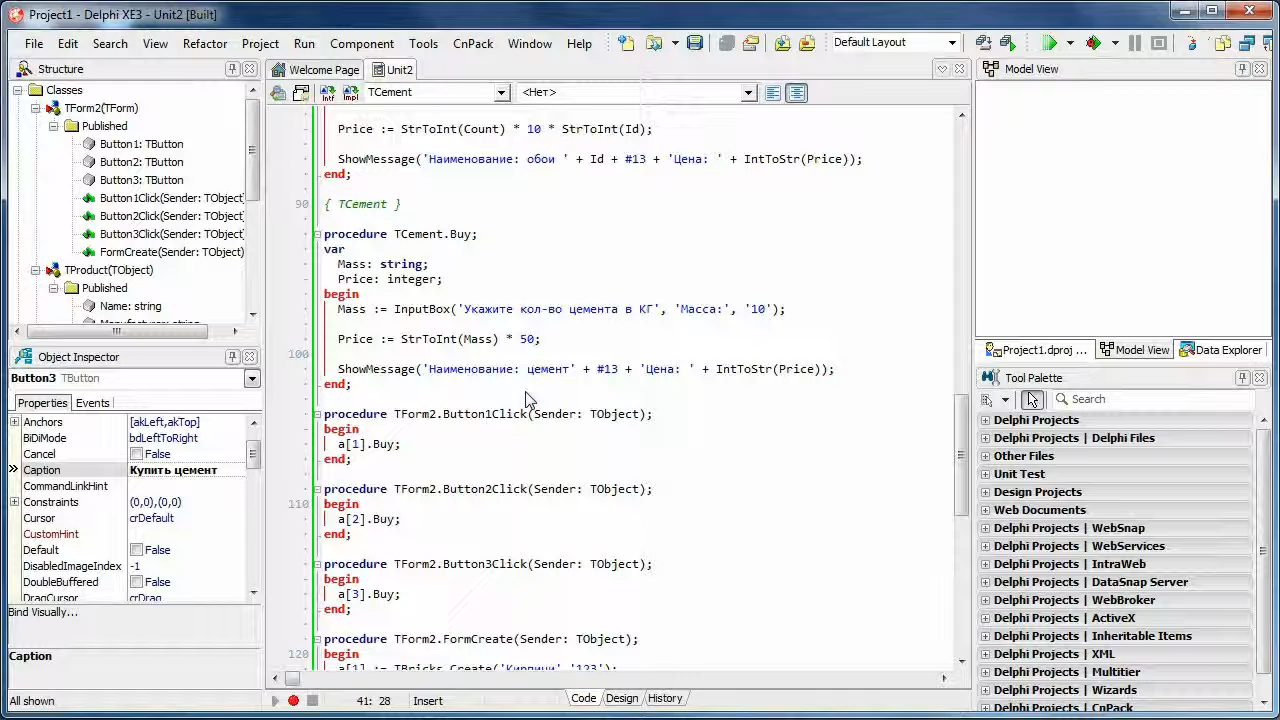 Project1 - Delphi XE3 - Unit2 [Built]
File Edit Search View Refactor Project Run Component Tools CnPack Window Help
Default Layout
Structure
Classes
TForm2(TForm)
Published
Button1: TButton
Button2: TButton
Button3: TButton
Button1Click(Sender: TObject)
Button2Click(Sender: TObject)
Button3Click(Sender: TObject)
FormCreate(Sender: TObject)
TProduct(TObject)
Published
Name: string
Object Inspector
Button3 TButton
Properties Events
Anchors [akLeft,akTop]
BiDiMode bdLeftToRight
Cancel False
Caption Купить цемент
CommandLinkHint
Constraints (0,0),(0,0)
Cursor crDefault
CustomHint
Default False
DisabledImageIndex -1
DoubleBuffered False
DragCursor crDrag
Bind Visually...
Caption
All shown
Welcome Page Unit2
Intf Impl TCement <Нет>
Price := StrToInt(Count) * 10 * StrToInt(Id);
ShowMessage('Наименование: обои ' + Id + #13 + 'Цена: ' + IntToStr(Price));
end;
90 { TCement }
procedure TCement.Buy;
var
Mass: string;
Price: integer;
begin
Mass := InputBox('Укажите кол-во цемента в КГ', 'Масса:', '10');
Price := StrToInt(Mass) * 50;
100
ShowMessage('Наименование: цемент' + #13 + 'Цена: ' + IntToStr(Price));
end;
procedure TForm2.Button1Click(Sender: TObject);
begin
a[1].Buy;
end;
procedure TForm2.Button2Click(Sender: TObject);
110 begin
a[2].Buy;
end;
procedure TForm2.Button3Click(Sender: TObject);
begin
a[3].Buy;
end;
procedure TForm2.FormCreate(Sender: TObject);
120 begin
a[1] := TBricks.Create('Кирпичи','123');
41: 28 Insert Code Design History
Model View
Project1.dproj ... Model View Data Explorer
Tool Palette
Search
Delphi Projects
Delphi Projects | Delphi Files
Other Files
Unit Test
Design Projects
Web Documents
Delphi Projects | WebSnap
Delphi Projects | WebServices
Delphi Projects | IntraWeb
Delphi Projects | DataSnap Server
Delphi Projects | WebBroker
Delphi Projects | ActiveX
Delphi Projects | Inheritable Items
Delphi Projects | XML
Delphi Projects | Multitier
Delphi Projects | Wizards
Delphi Projects | CnPack